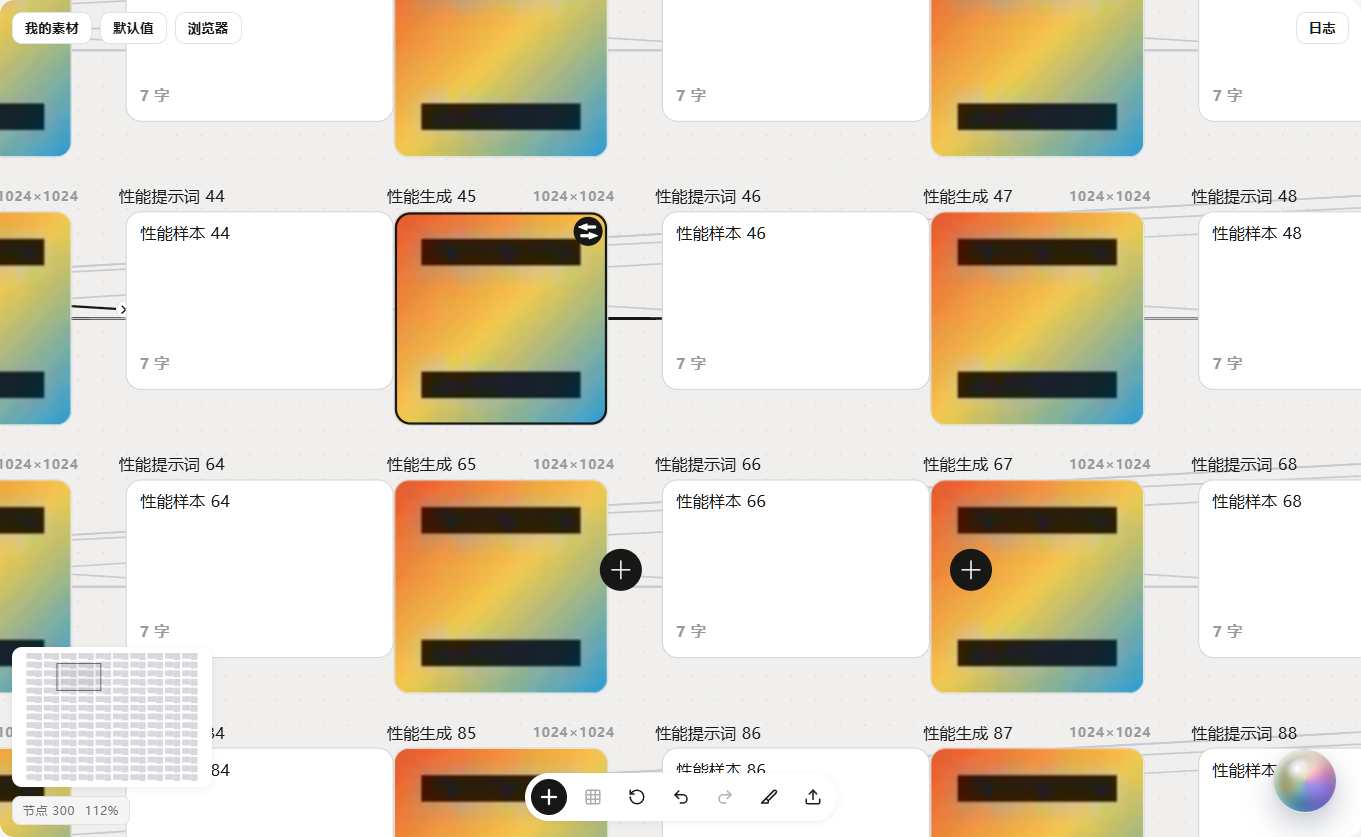 我的素材 默认值 浏览器 日志
7 字 7 字 7 字
1024×1024 性能提示词 44 性能生成 45 1024×1024 性能提示词 46 性能生成 47 1024×1024 性能提示词 48
性能样本 44 性能样本 46 性能样本 48
7 字 7 字 7 字
1024×1024 性能提示词 64 性能生成 65 1024×1024 性能提示词 66 性能生成 67 1024×1024 性能提示词 68
性能样本 64 性能样本 66 性能样本 68
7 字 7 字 7 字
84 性能生成 85 1024×1024 性能提示词 86 性能生成 87 1024×1024 性能提示词 88
84 性能样本 86 性能样本
节点 300 112%